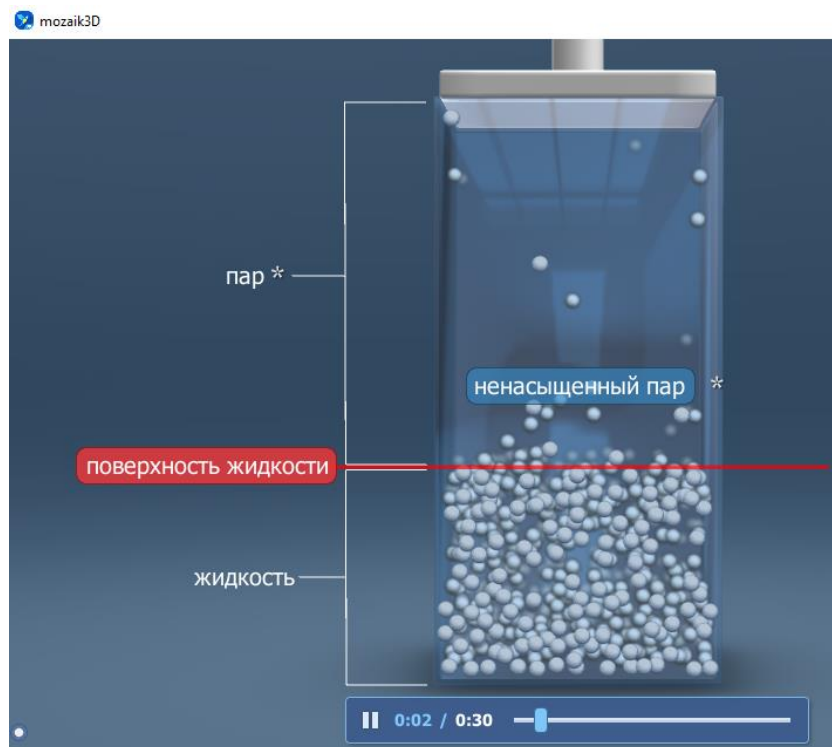 mozaik3D
пар *
ненасыщенный пар *
поверхность жидкости
жидкость
0:02 / 0:30